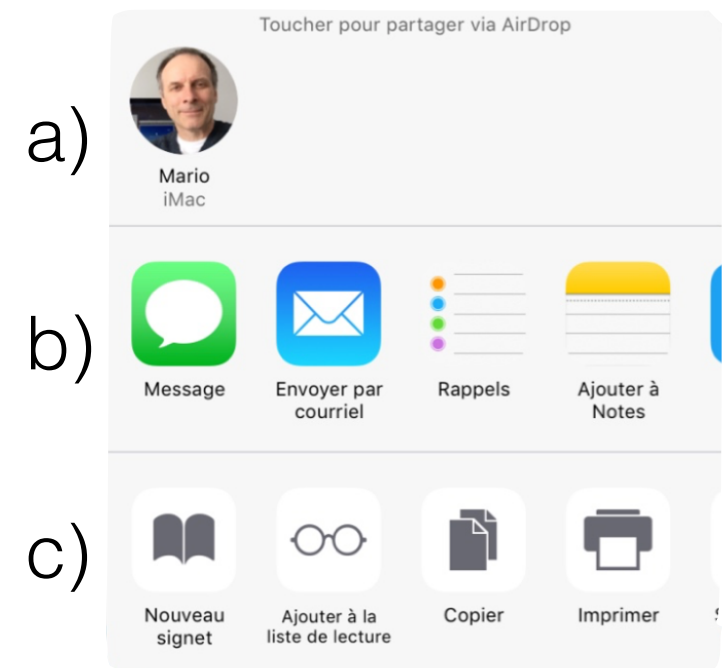 Toucher pour partager via AirDrop
a)
Mario
iMac
b)
Message
Envoyer par
courriel
Rappels
Ajouter à
Notes
c)
Nouveau
signet
Ajouter à la
liste de lecture
Copier
Imprimer